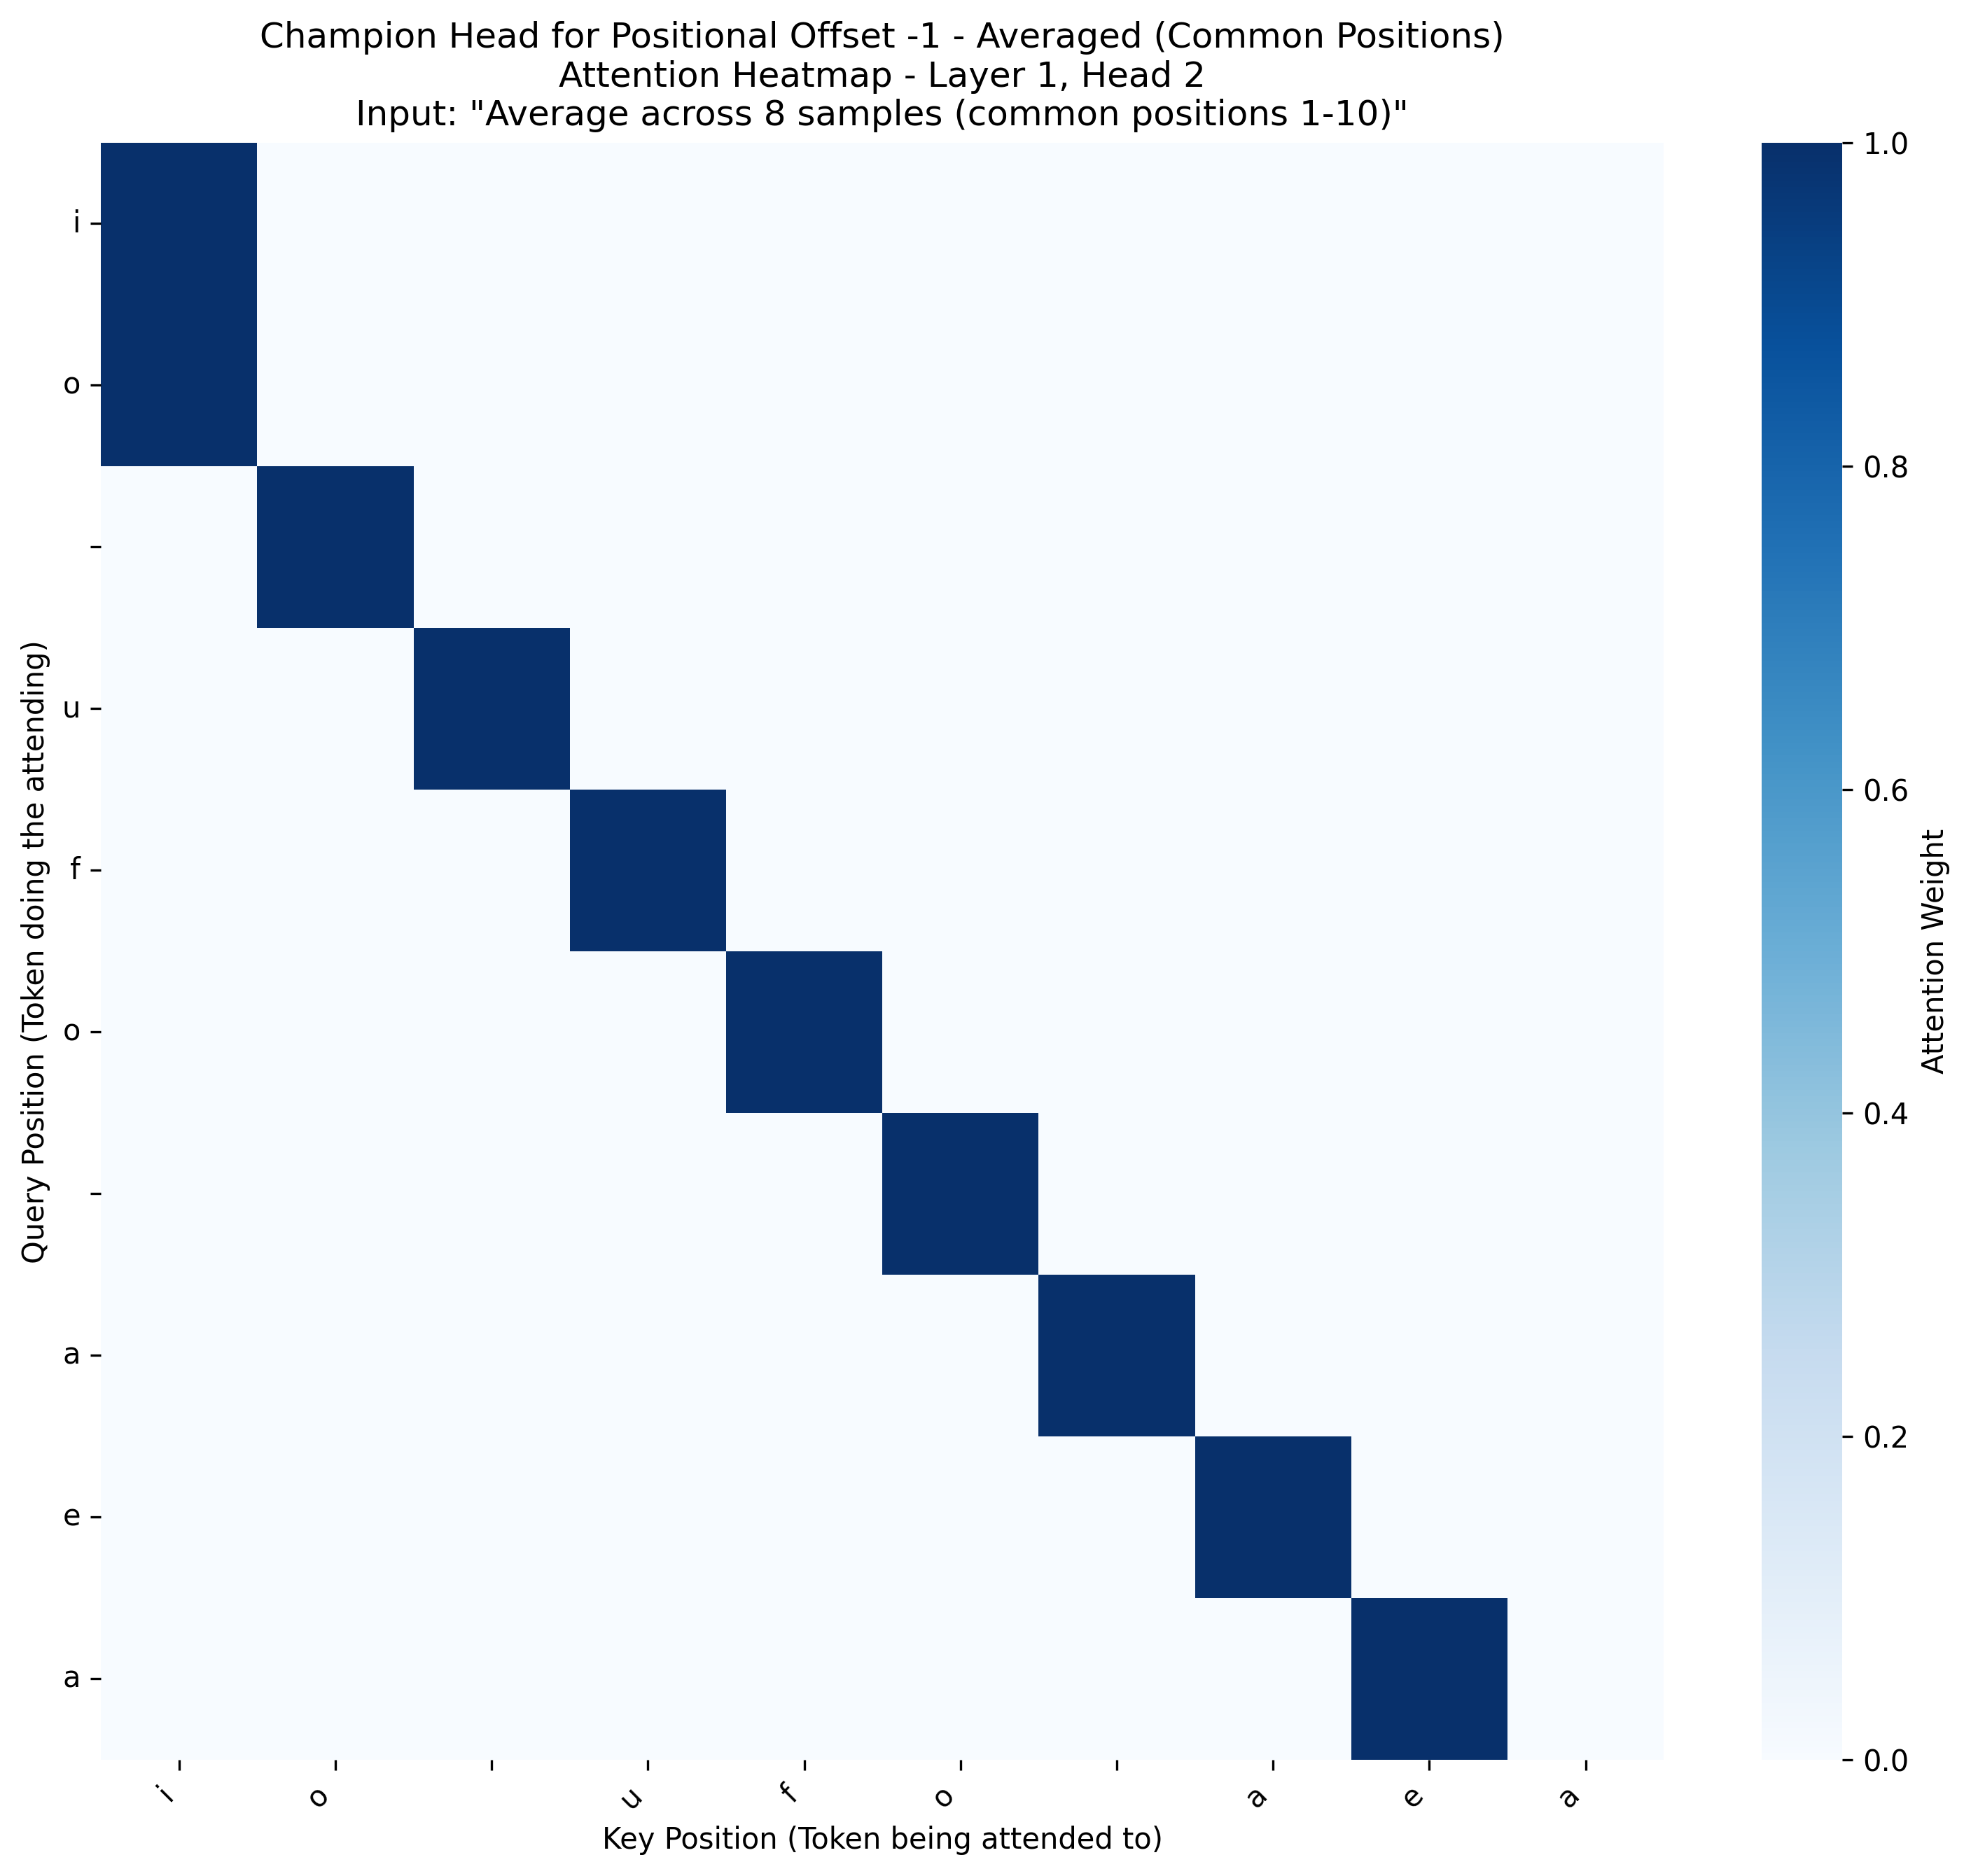 Champion Head for Positional Offset -1 - Averaged (Common Positions)
Attention Heatmap - Layer 1, Head 2
Input: "Average across 8 samples (common positions 1-10)"
Query Position (Token doing the attending)
i
o
u
f
o
a
e
a
i
o
u
f
o
a
e
a
Key Position (Token being attended to)
1.0
0.8
0.6
0.4
0.2
0.0
Attention Weight